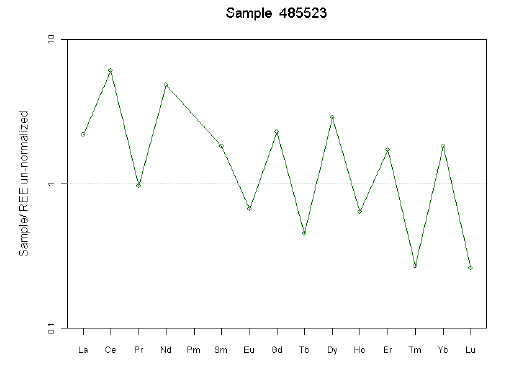 Sample 485523
Sample/ REE un-normalized
10
1
0.1
La Ce Pr Nd Pm Sm Eu Gd Tb Dy Ho Er Tm Yb Lu